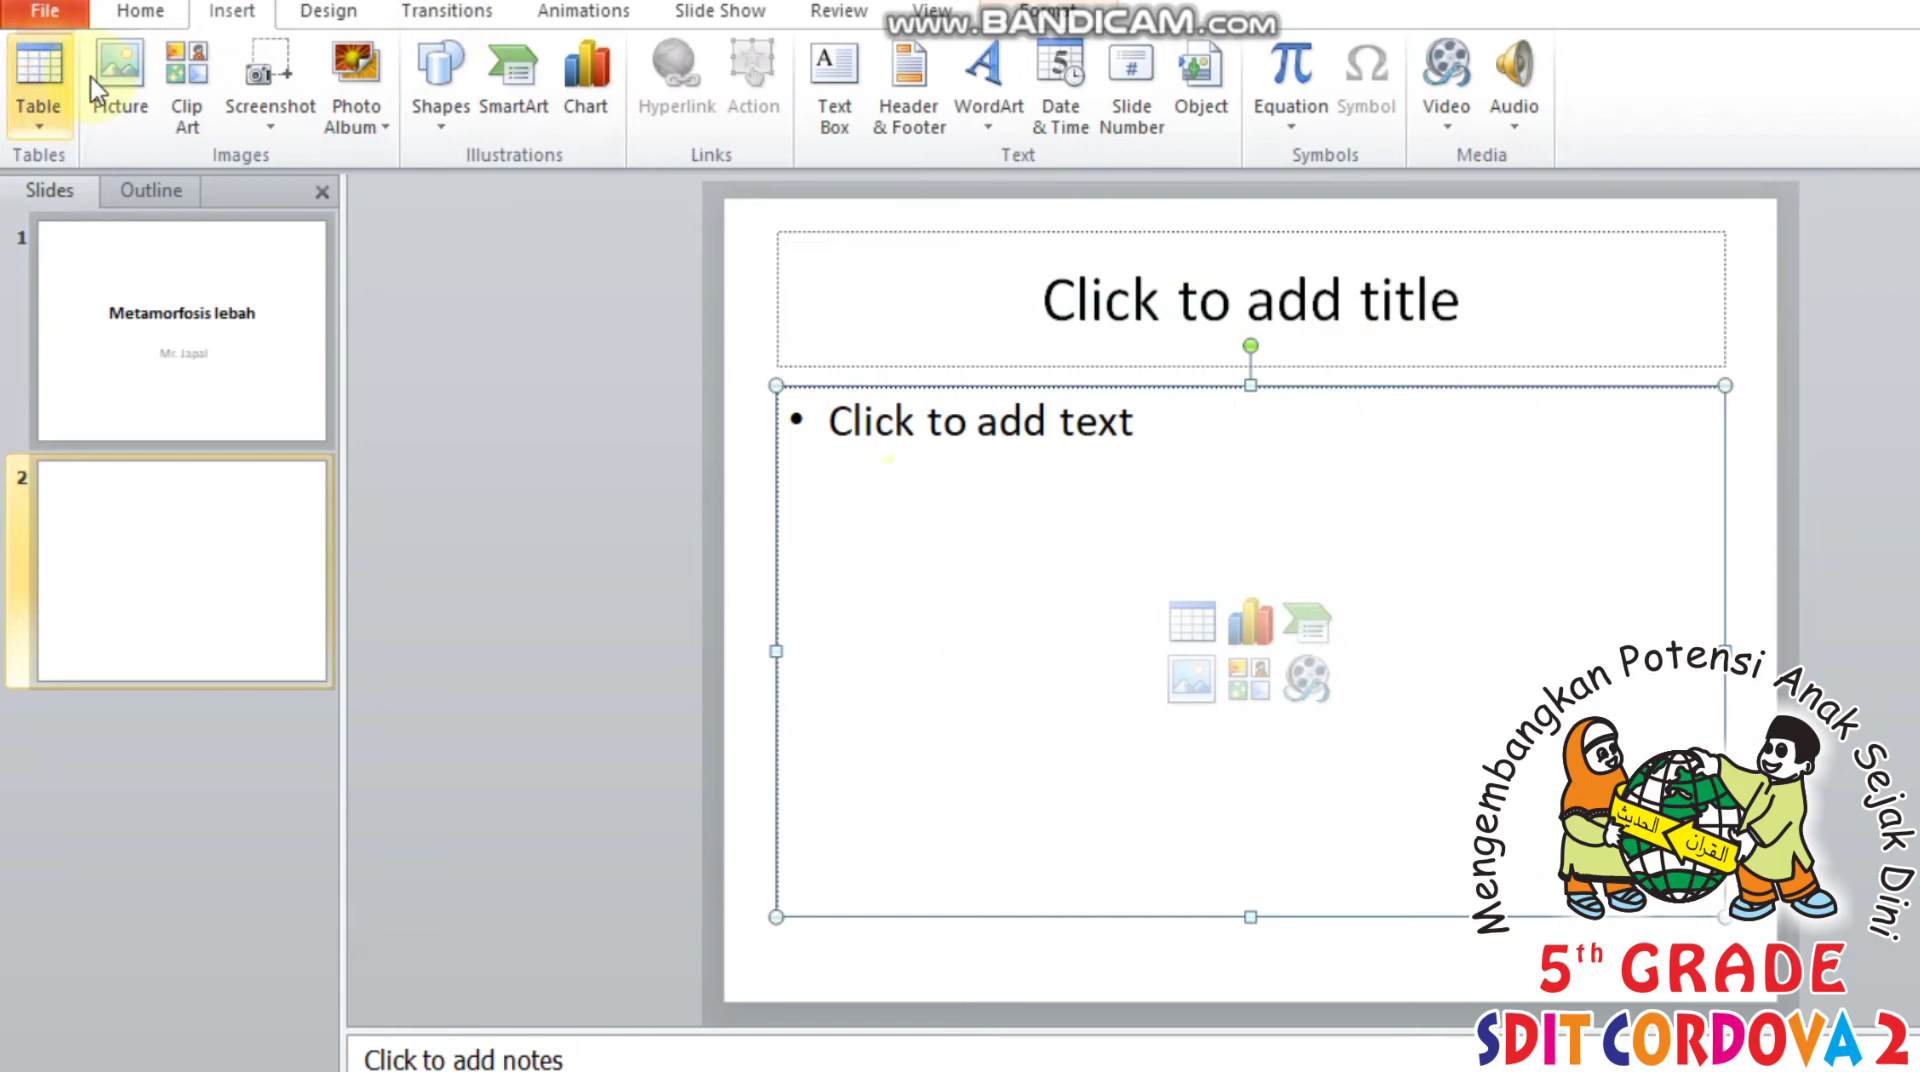 File Home Insert Design Transitions Animations Slide Show Review View Format
www.BANDICAM.com
Table Picture Clip Art Screenshot Photo Album Shapes SmartArt Chart Hyperlink Action Text Box Header & Footer WordArt Date & Time Slide Number Object Equation Symbol Video Audio
Tables Images Illustrations Links Text Symbols Media
Slides Outline
1
Metamorfosis lebah
Mr. Japal
2
Click to add title
• Click to add text
Mengembangkan Potensi Anak Sejak Dini
الحديث
القرآن
5th GRADE
SDIT CORDOVA 2
Click to add notes